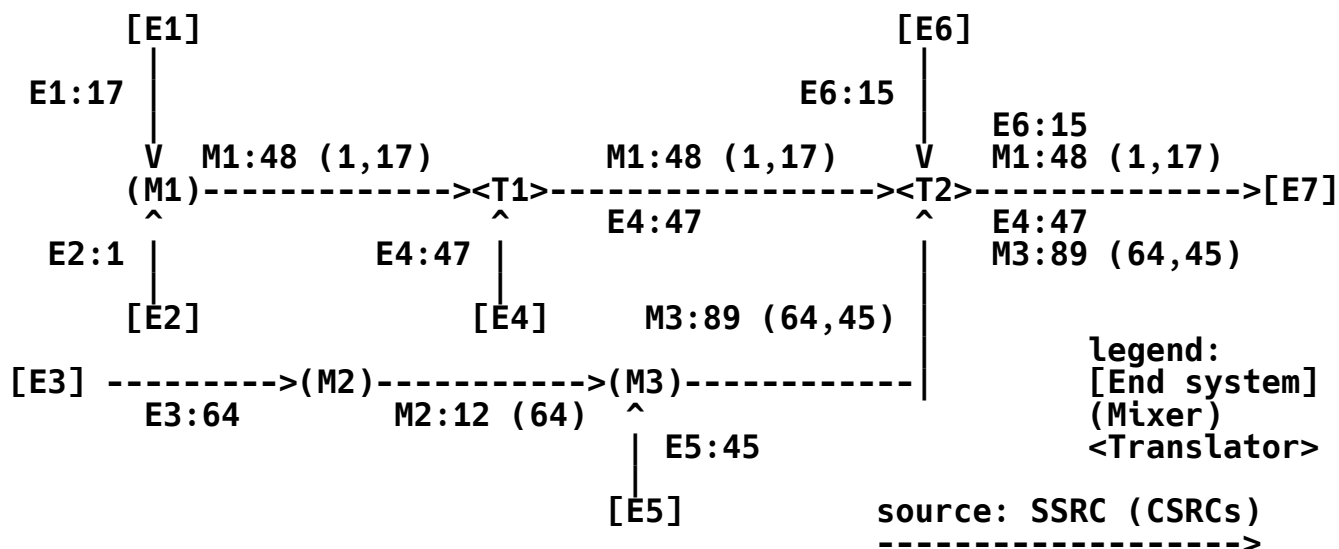 [E1] [E6]
E1:17 E6:15
E6:15
M1:48 (1,17) M1:48 (1,17) M1:48 (1,17)
(M1)-------------><T1>-----------------><T2>-------------->[E7]
E4:47 E4:47
E2:1 E4:47 M3:89 (64,45)
[E2] [E4] M3:89 (64,45)
legend:
[E3] --------->(M2)----------->(M3)------------| [End system]
E3:64 M2:12 (64) (Mixer)
E5:45 <Translator>
[E5] source: SSRC (CSRCs)
------------------->